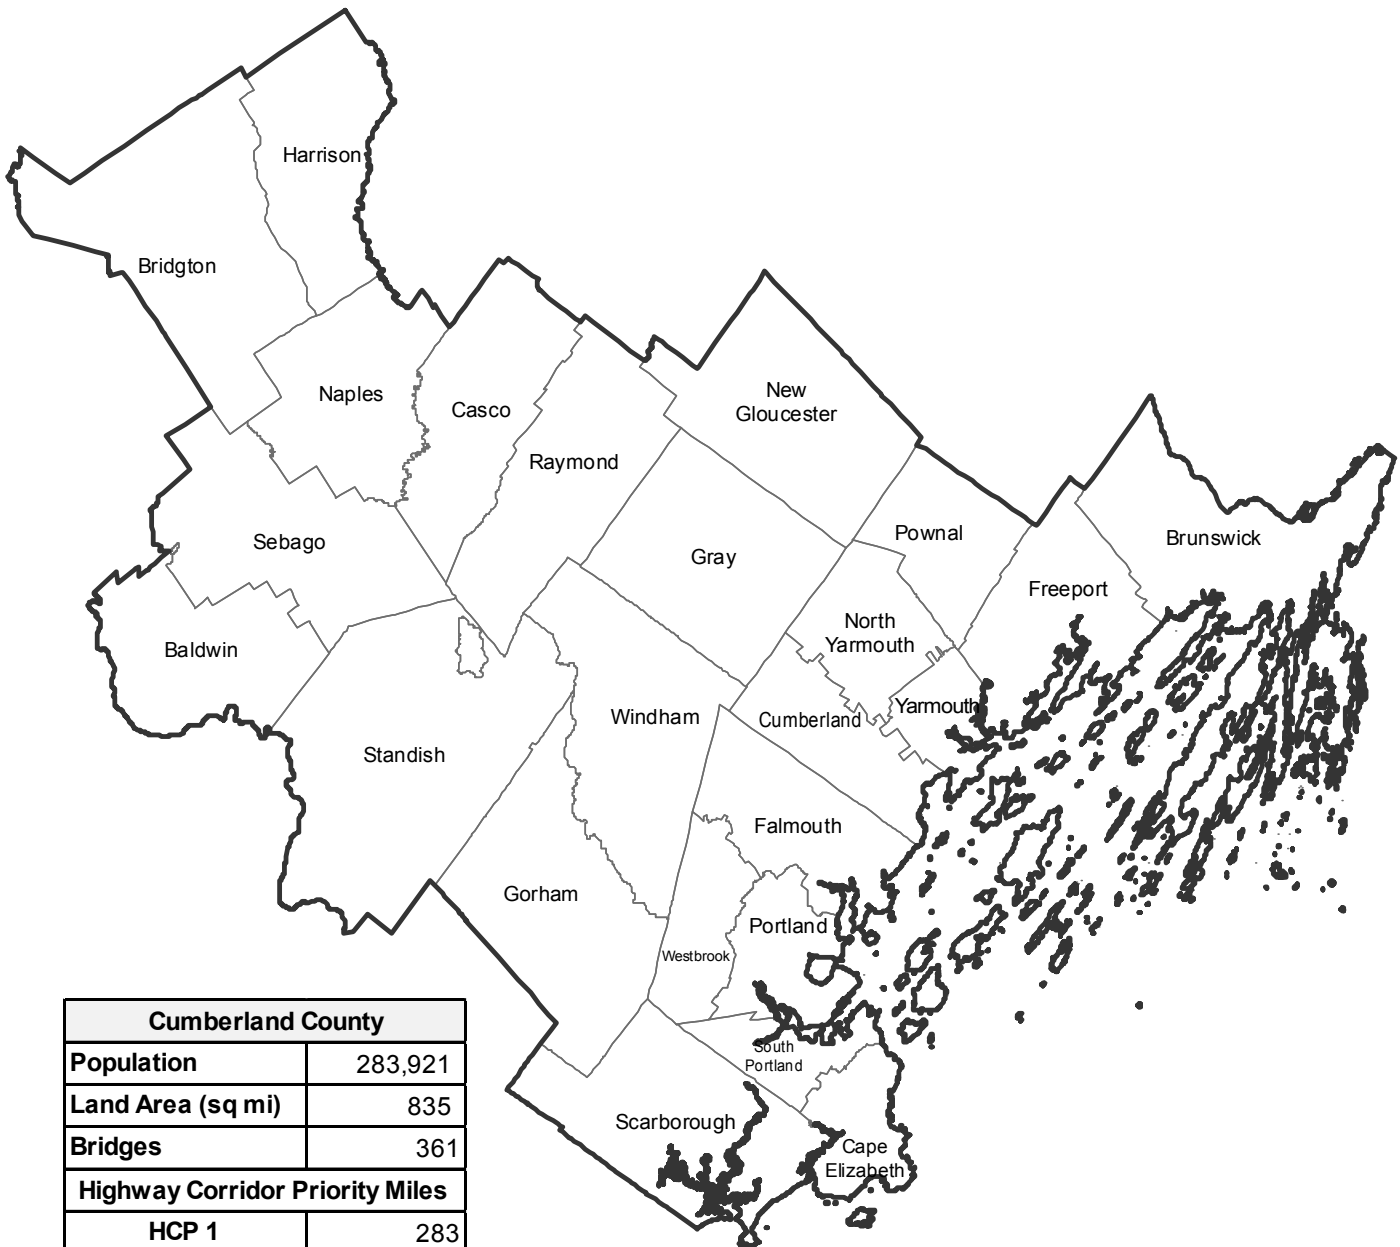 Harrison
Bridgton
Naples
Casco
New
Gloucester
Raymond
Sebago
Gray
Pownal
Brunswick
Freeport
North
Yarmouth
Baldwin
Yarmouth
Windham
Cumberland
Standish
Falmouth
Gorham
Portland
Westbrook
South
Portland
Scarborough
Cape
Elizabeth
Cumberland County
Population 283,921
Land Area (sq mi) 835
Bridges 361
Highway Corridor Priority Miles
HCP 1 283